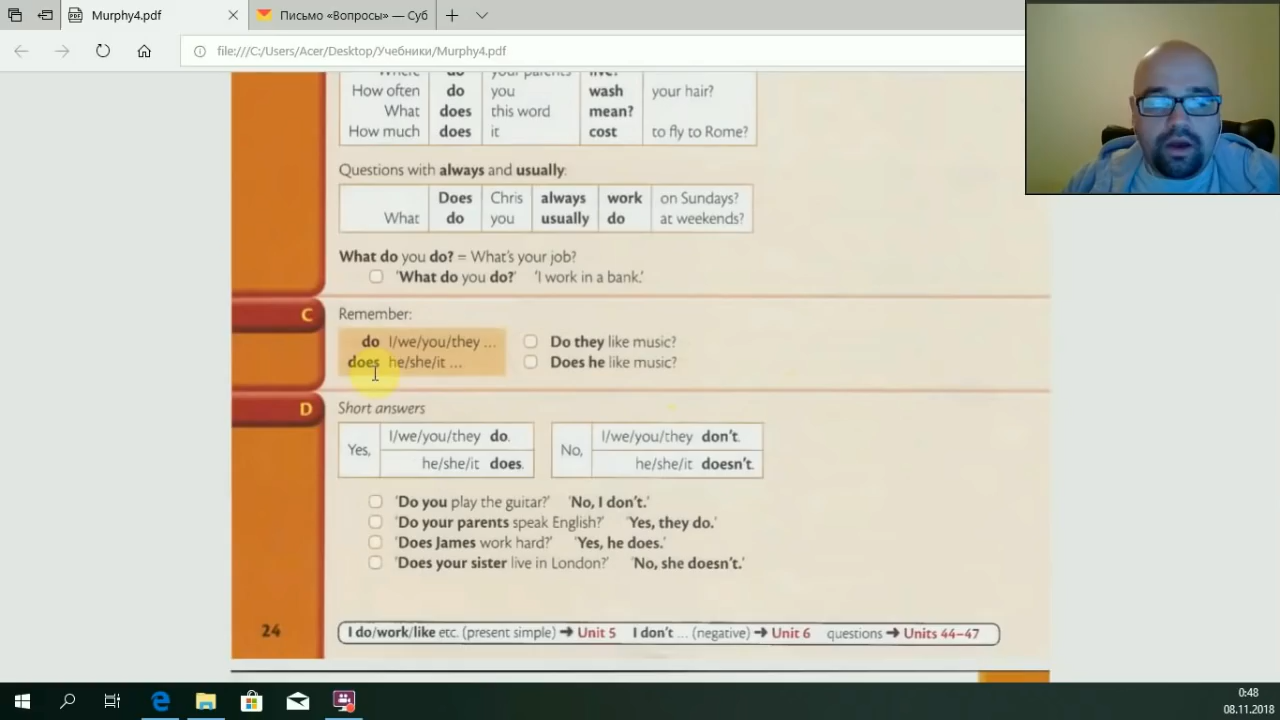 Murphy4.pdf
Письмо «Вопросы» — Суб
file:///C:/Users/Acer/Desktop/Учебники/Murphy4.pdf
Where do your parents live?
How often do you wash your hair?
What does this word mean?
How much does it cost to fly to Rome?
Questions with always and usually:
Does Chris always work on Sundays?
What do you usually do at weekends?
What do you do? = What's your job?
'What do you do?' 'I work in a bank.'
C
Remember:
do I/we/you/they ...
Do they like music?
does he/she/it ...
Does he like music?
D
Short answers
Yes,
I/we/you/they do.
he/she/it does.
No,
I/we/you/they don't.
he/she/it doesn't.
'Do you play the guitar?' 'No, I don't.'
'Do your parents speak English?' 'Yes, they do.'
'Does James work hard?' 'Yes, he does.'
'Does your sister live in London?' 'No, she doesn't.'
24
I do/work/like etc. (present simple) ➜ Unit 5 I don't ... (negative) ➜ Unit 6 questions ➜ Units 44–47
0:48
08.11.2018